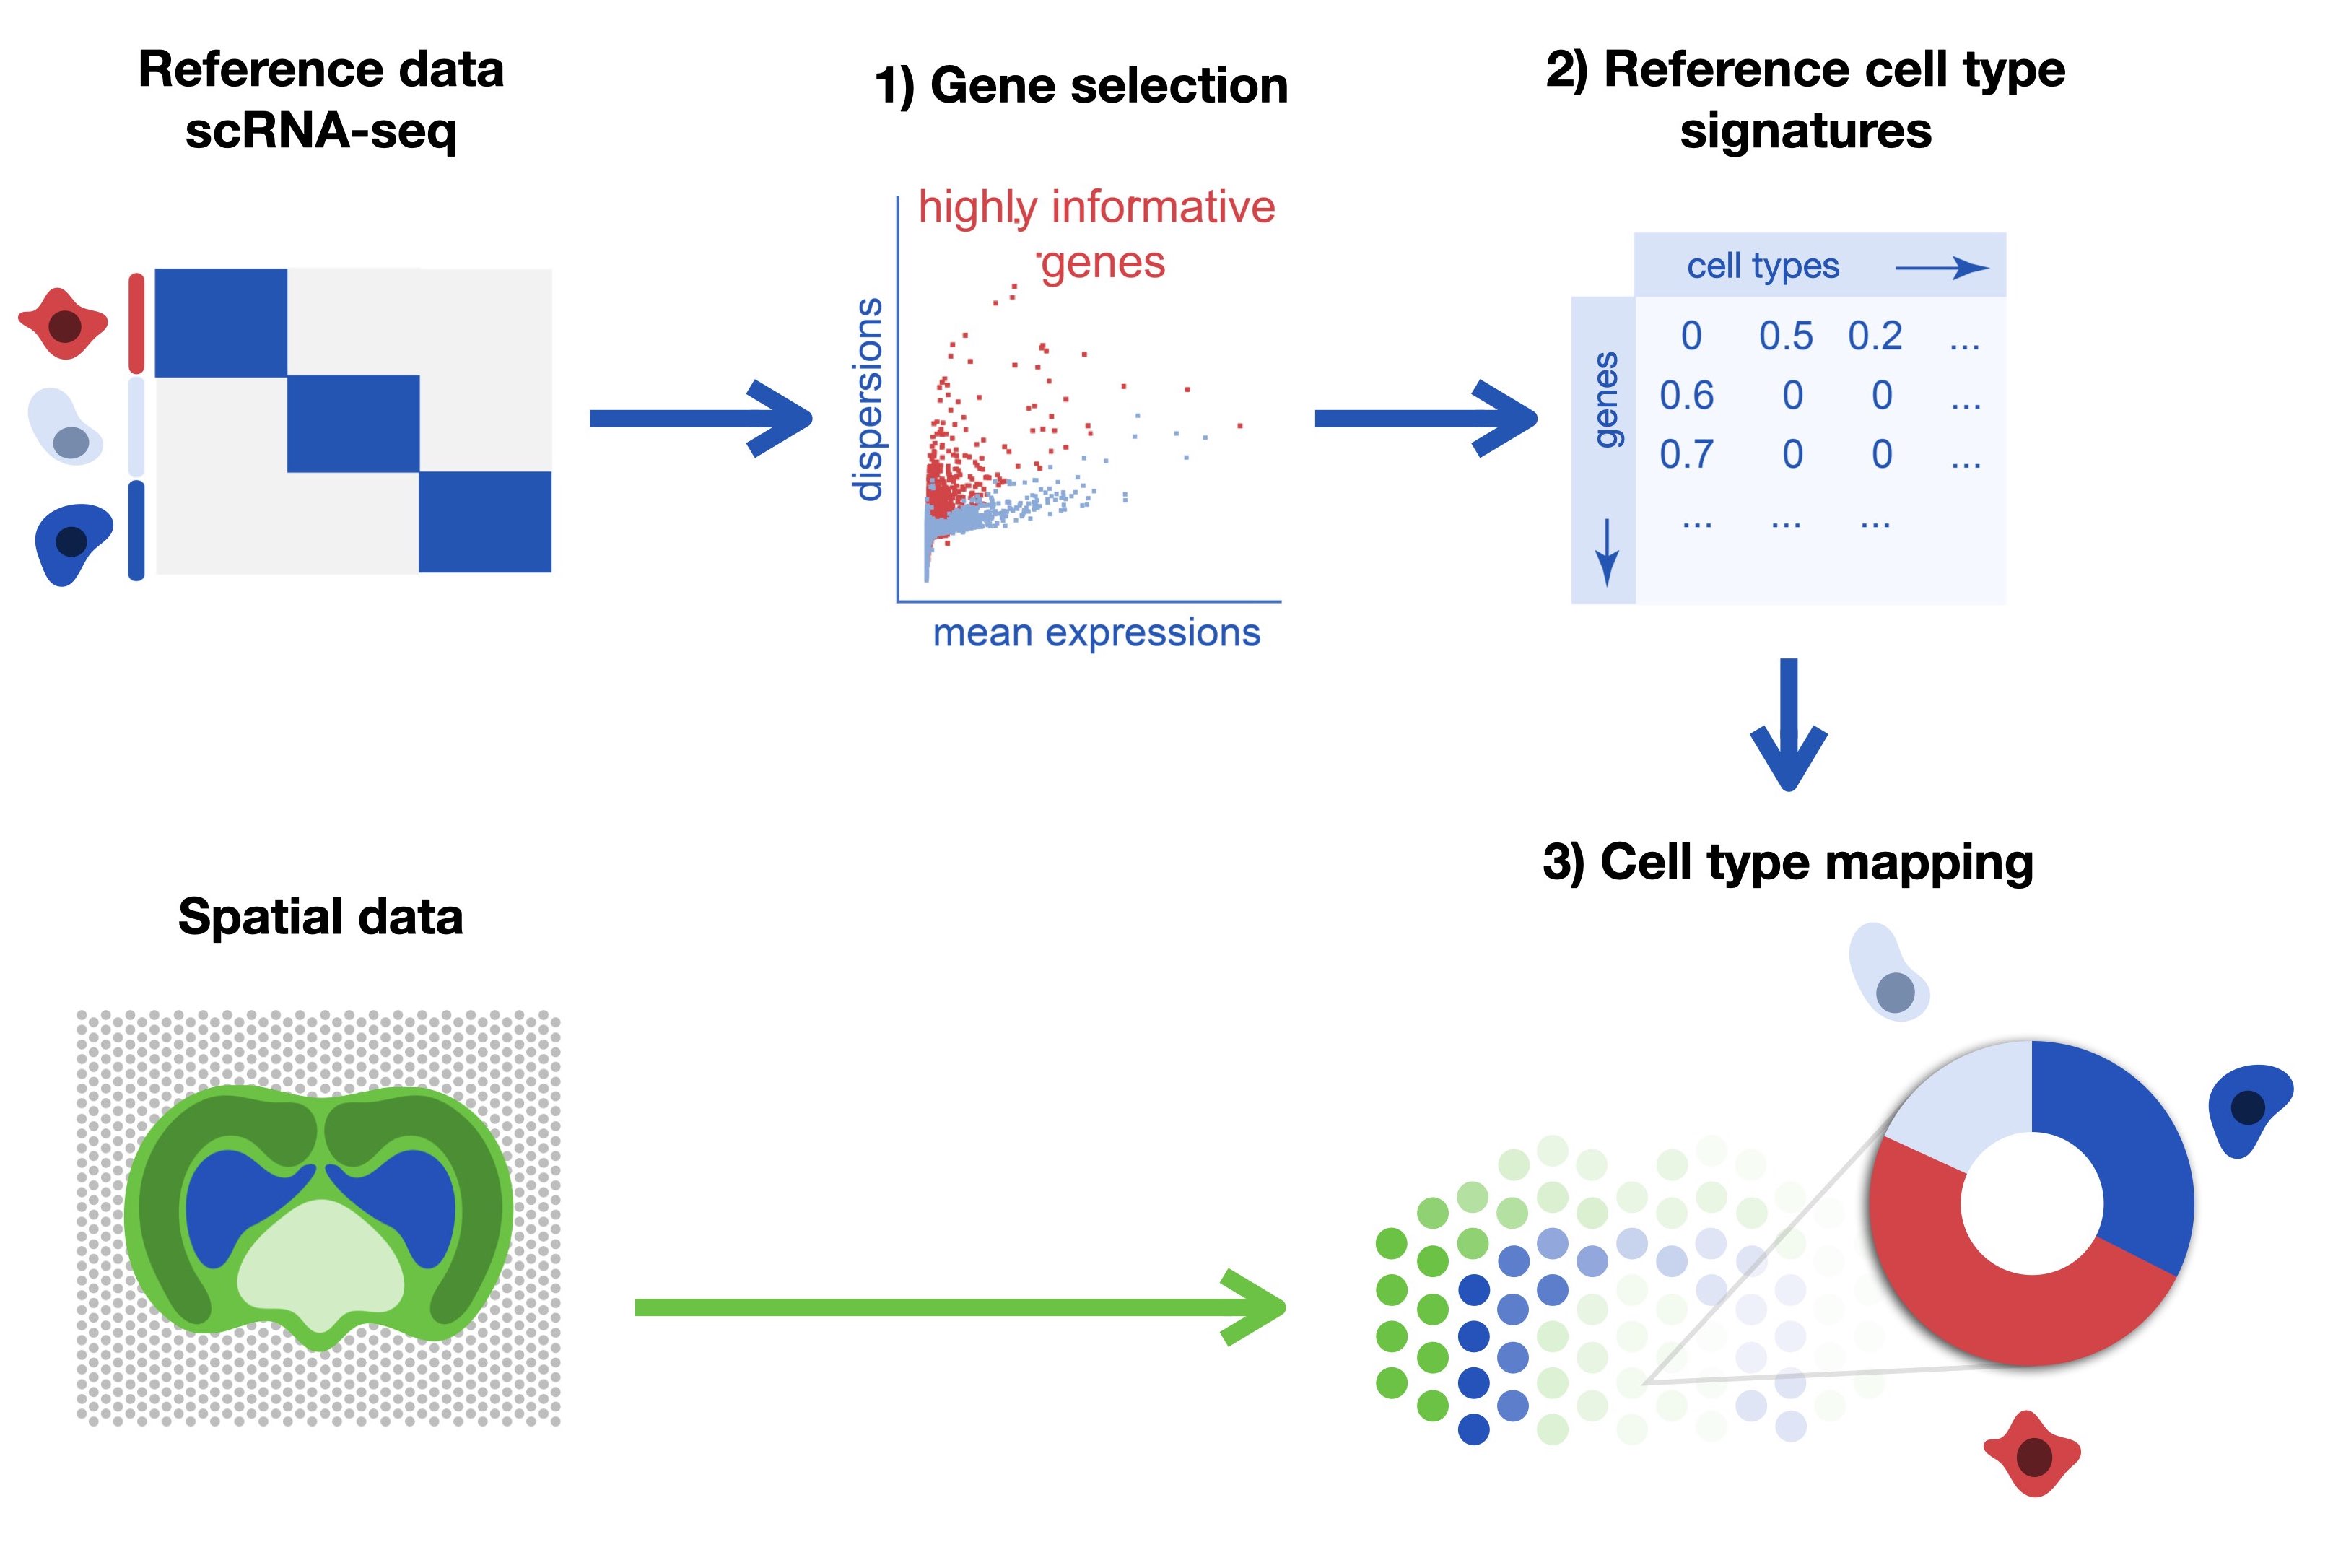 Reference data
scRNA-seq
1) Gene selection
highly informative
genes
dispersions
mean expressions
2) Reference cell type
signatures
cell types
genes
0 0.5 0.2 ...
0.6 0 0 ...
0.7 0 0 ...
... ... ...
Spatial data
3) Cell type mapping